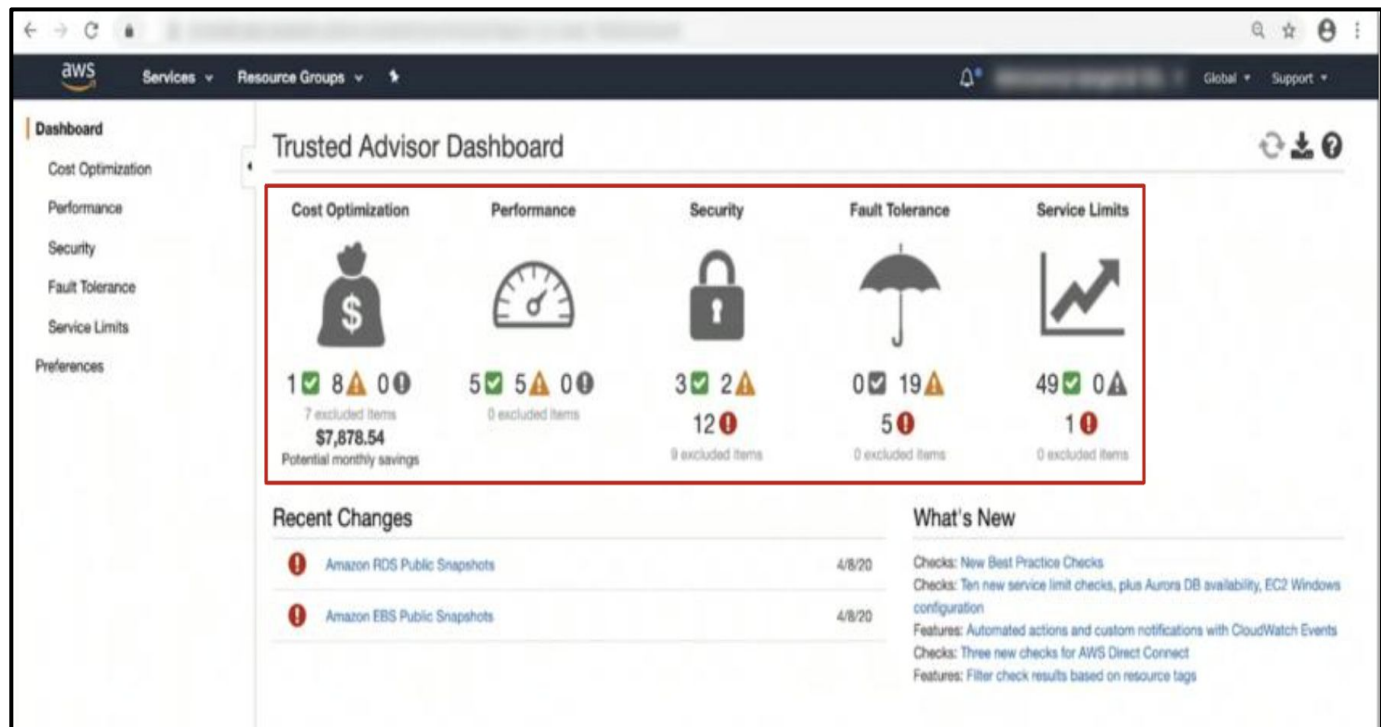 aws
Services
Resource Groups
Global
Support
Dashboard
Cost Optimization
Performance
Security
Fault Tolerance
Service Limits
Preferences
Trusted Advisor Dashboard
Cost Optimization
$
1 8 0
7 excluded items
$7,878.54
Potential monthly savings
Performance
5 5 0
0 excluded items
Security
3 2
12
9 excluded items
Fault Tolerance
0 19
5
0 excluded items
Service Limits
49 0
1
0 excluded items
Recent Changes
Amazon RDS Public Snapshots 4/8/20
Amazon EBS Public Snapshots 4/8/20
What's New
Checks: New Best Practice Checks
Checks: Ten new service limit checks, plus Aurora DB availability, EC2 Windows
configuration
Features: Automated actions and custom notifications with CloudWatch Events
Checks: Three new checks for AWS Direct Connect
Features: Filter check results based on resource tags